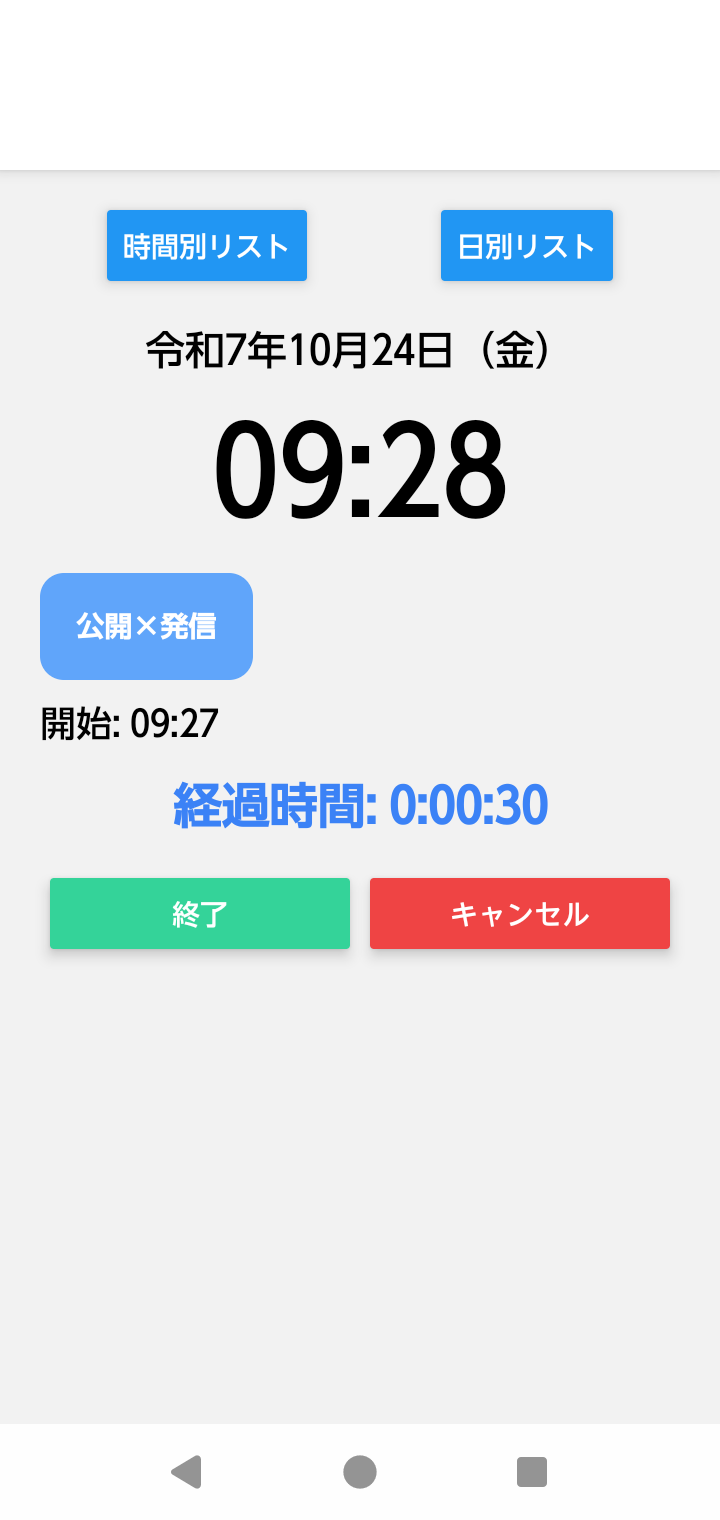 時間別リスト 日別リスト
令和7年10月24日（金）
09:28
公開×発信
開始: 09:27
経過時間: 0:00:30
終了 キャンセル